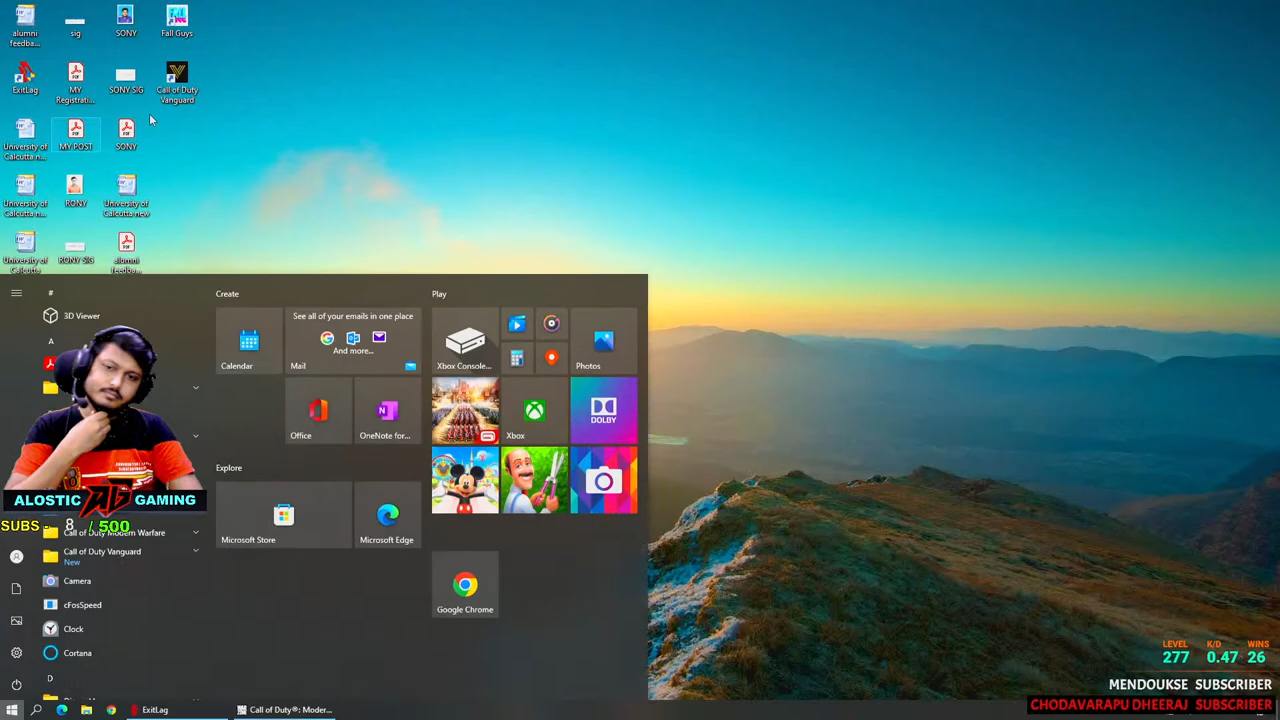 alumni
feedba...
sig
SONY
Fall Guys
ExitLag
MY
Registrati...
SONY SIG
Call of Duty
Vanguard
University of
Calcutta n...
MY POST
SONY
University of
Calcutta n...
RONY
University of
Calcutta new
University of
Calcutta
RONY SIG
alumni
feedba...
#
3D Viewer
A
Create
See all of your emails in one place
And more...
Calendar
Mail
Office
OneNote for...
Explore
Microsoft Store
Microsoft Edge
Play
Xbox Console...
Photos
Xbox
DOLBY
Google Chrome
ALOSTIC AG GAMING
SUBS : 8 / 500
Call of Duty Modern Warfare
Call of Duty Vanguard
New
Camera
cFosSpeed
Clock
Cortana
D
ExitLag
Call of Duty®: Moder...
LEVEL K/D WINS
277 0.47 26
MENDOUKSE SUBSCRIBER
CHODAVARAPU DHEERAJ SUBSCRIBER